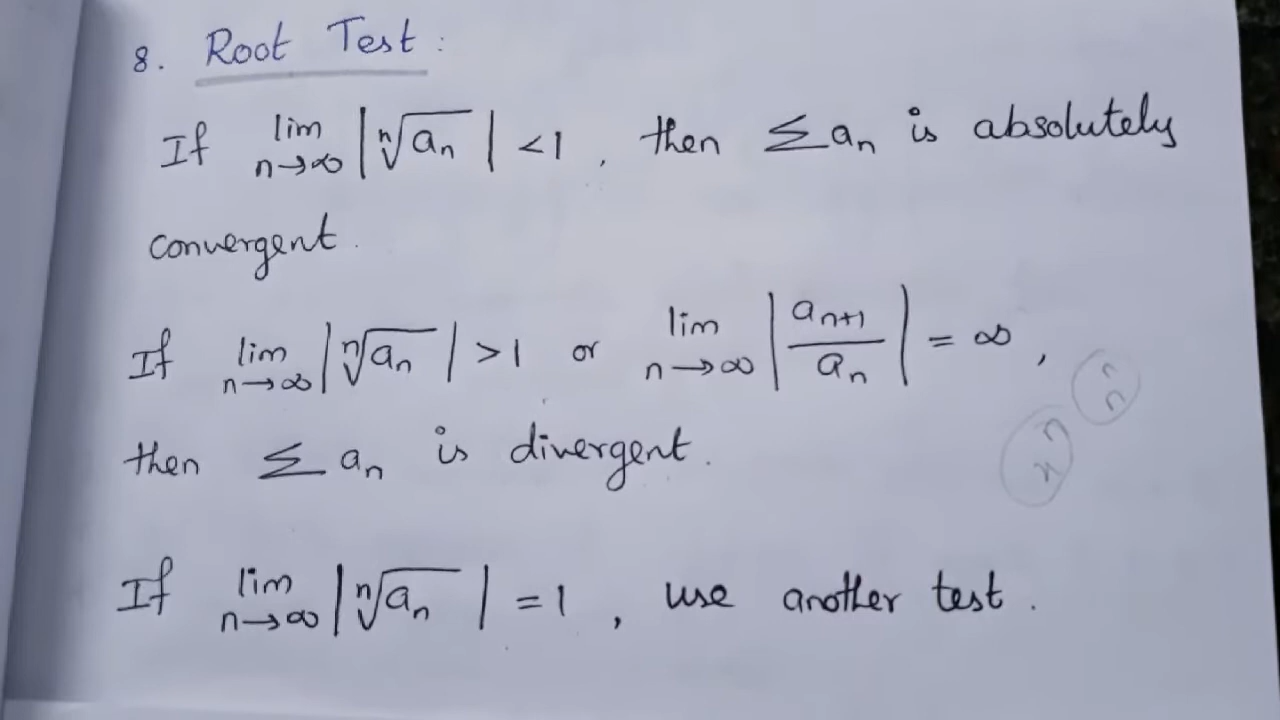 8. Root Test:
If lim n→∞ |ⁿ√aₙ| <1, then Σaₙ is absolutely
convergent.
If lim n→∞ |ⁿ√aₙ| >1 or lim n→∞ |aₙ₊₁/aₙ| = ∞,
then Σ aₙ is divergent.
If lim n→∞ |ⁿ√aₙ| = 1, use another test.